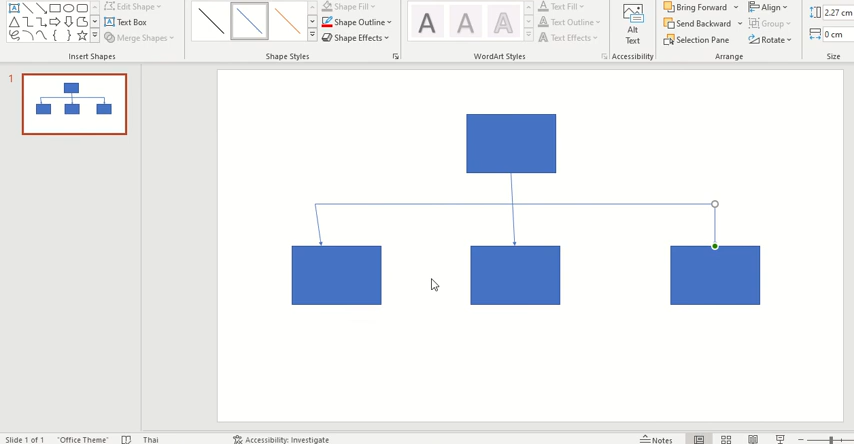 Edit Shape
Text Box
Merge Shapes
Insert Shapes
Shape Fill
Shape Outline
Shape Effects
Shape Styles
A A A
Text Fill
Text Outline
Text Effects
WordArt Styles
Alt
Text
Accessibility
Bring Forward
Send Backward
Selection Pane
Align
Group
Rotate
Arrange
2.27 cm
0 cm
Size
1
Slide 1 of 1
"Office Theme"
Thai
Accessibility: Investigate
Notes